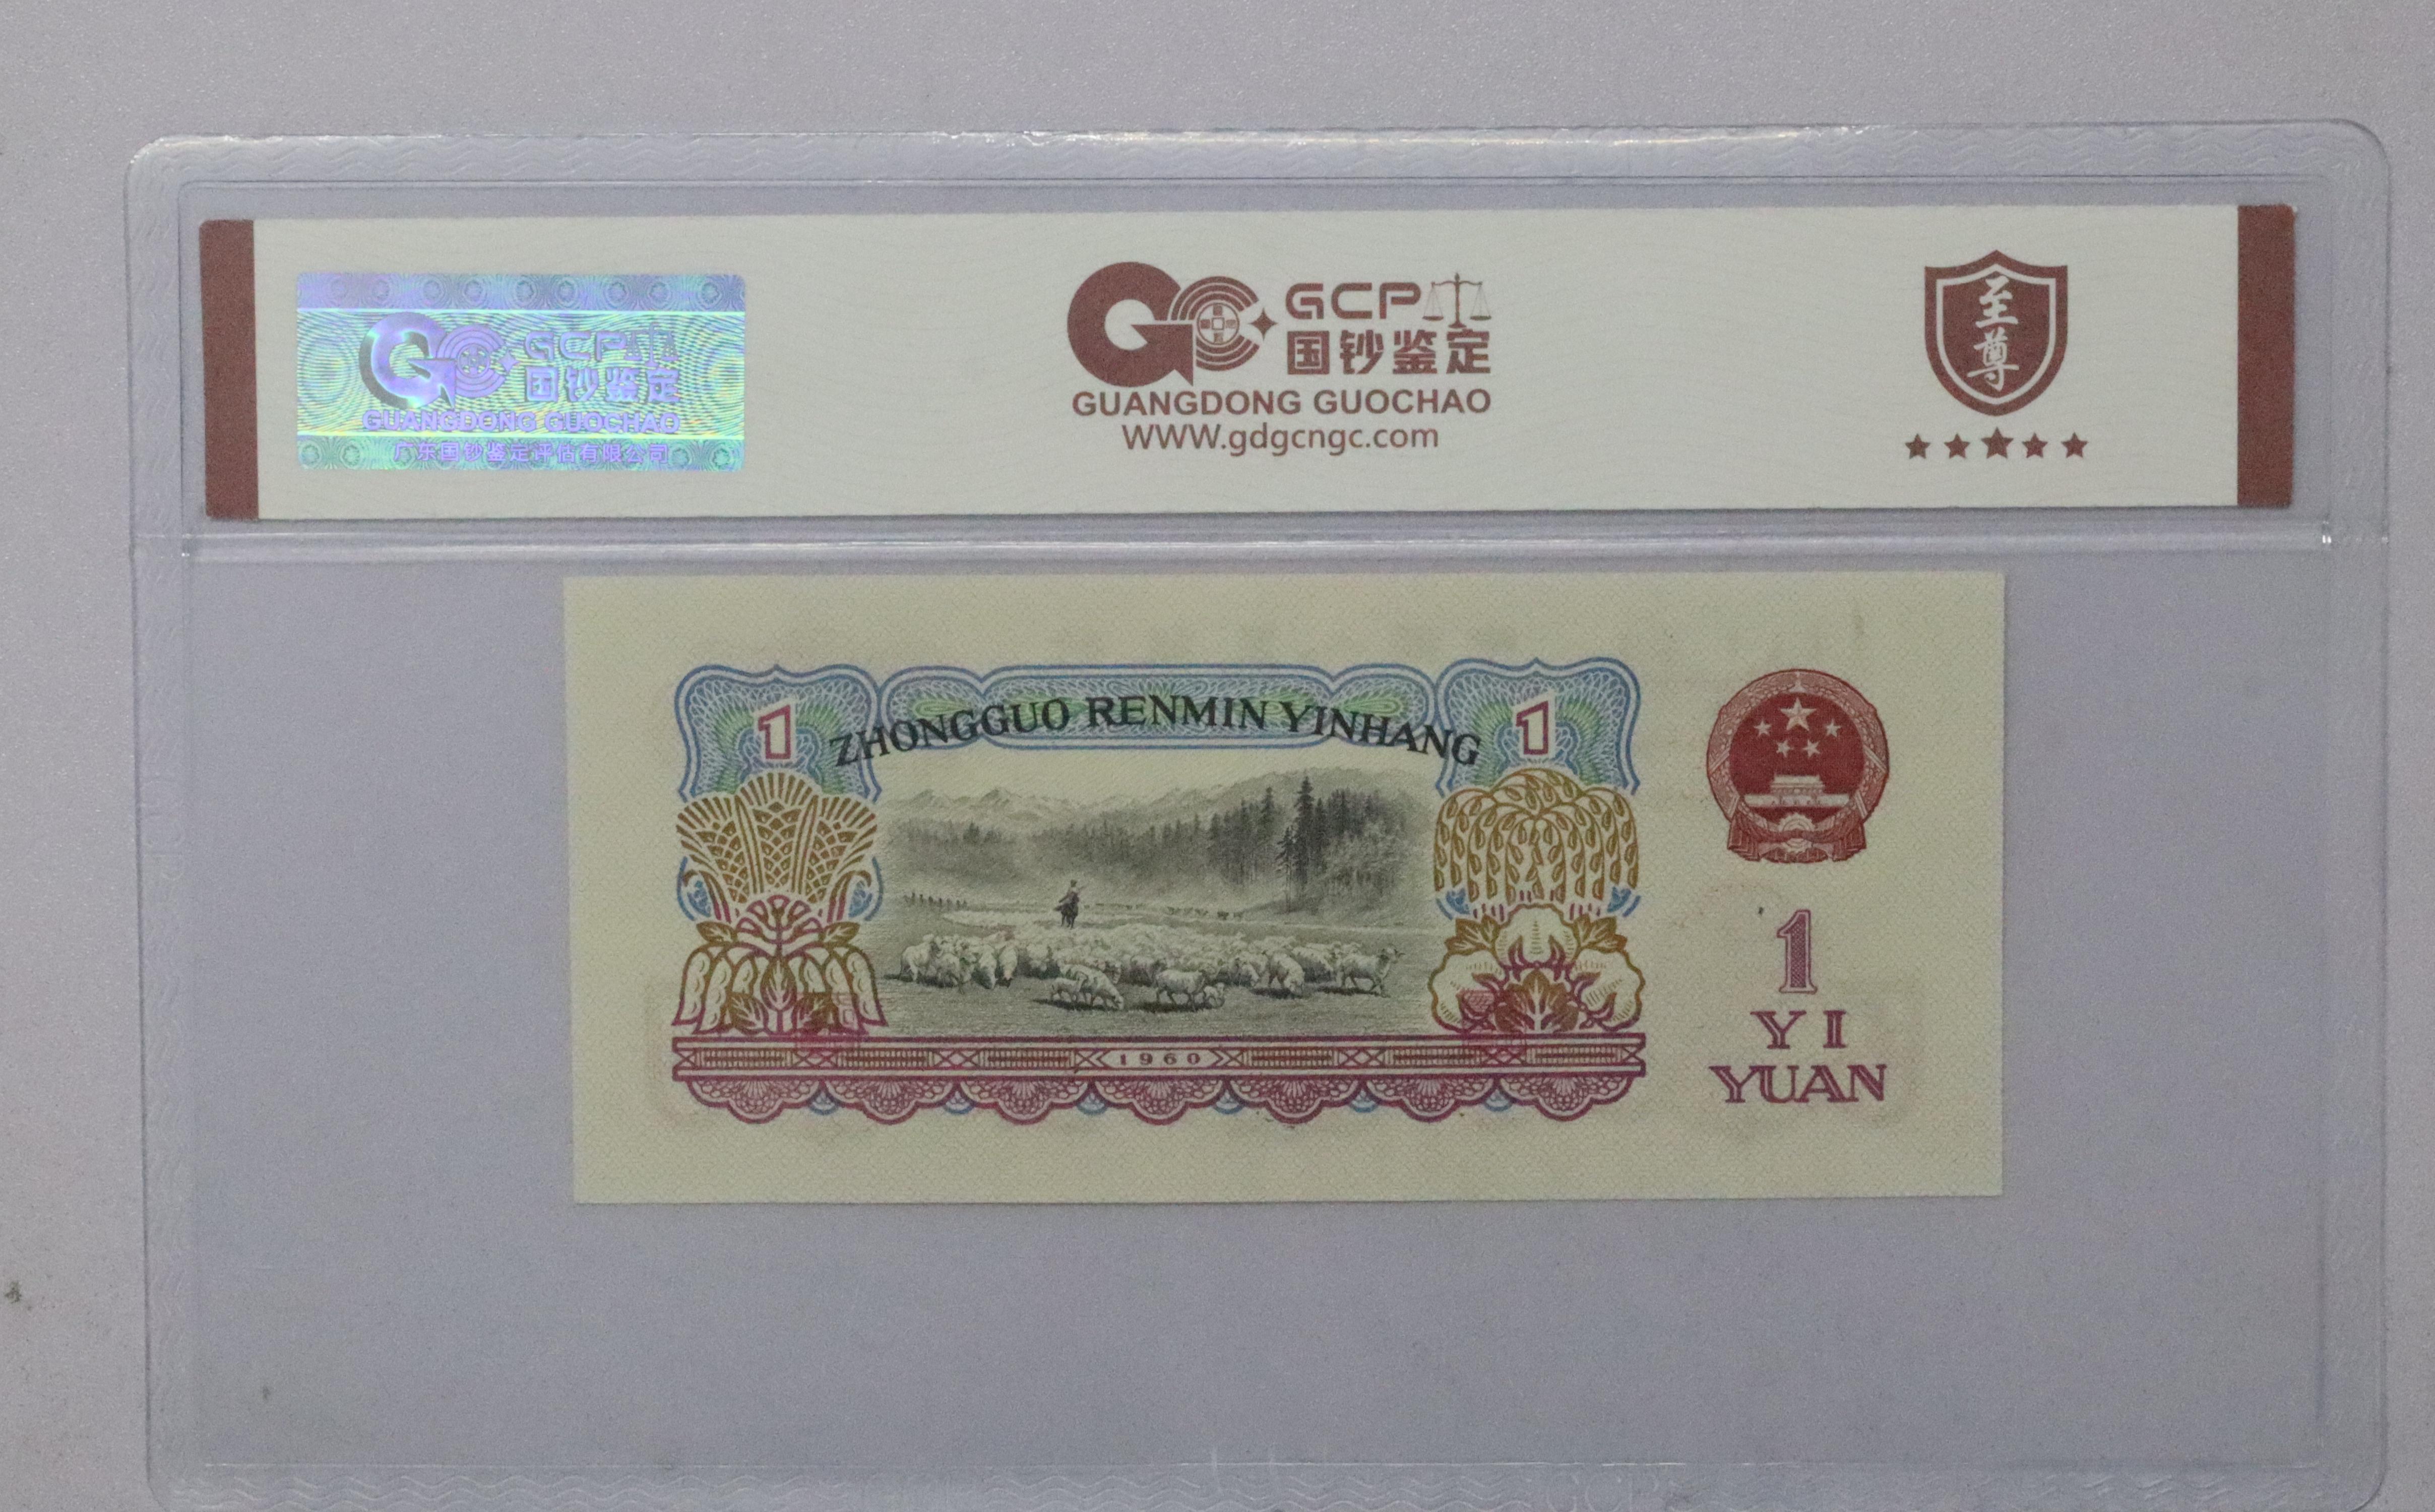 GCP
国钞鉴定
GUANGDONG GUOCHAO
广东国钞鉴定评估有限公司
GCP
国钞鉴定
GUANGDONG GUOCHAO
WWW.gdgcngc.com
至尊
1
ZHONGGUO RENMIN YINHANG
1
1960
1
YI
YUAN